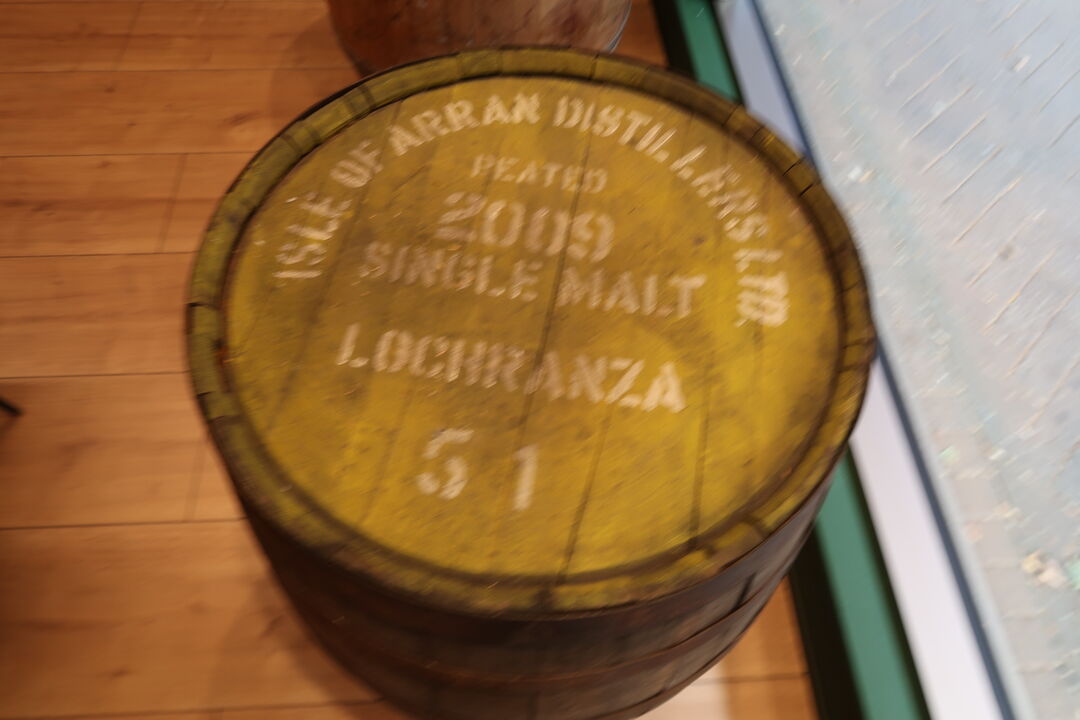 ISLE OF ARRAN DISTILLERS LTD
PEATED
2009
SINGLE MALT
LOCHRANZA
51